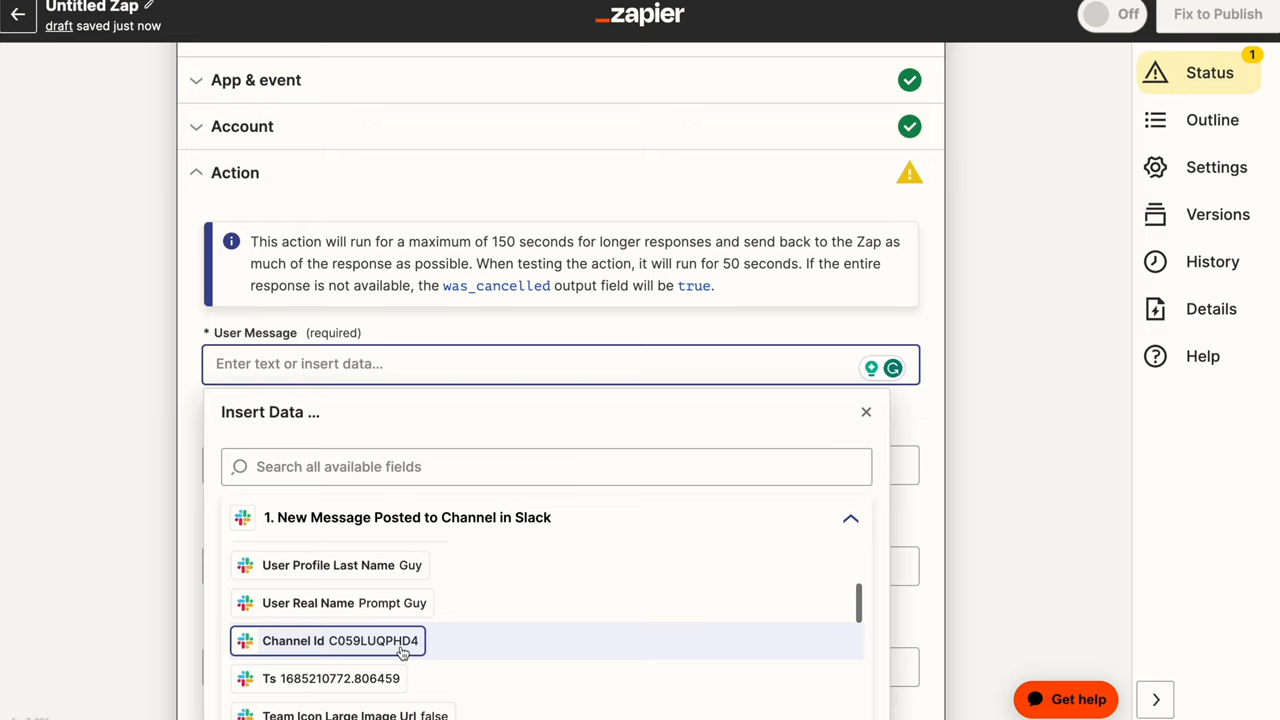 Untitled Zap
draft saved just now
_zapier
Off
Fix to Publish
App & event
Account
Action
This action will run for a maximum of 150 seconds for longer responses and send back to the Zap as
much of the response as possible. When testing the action, it will run for 50 seconds. If the entire
response is not available, the was_cancelled output field will be true.
* User Message (required)
Enter text or insert data...
Insert Data ...
Search all available fields
1. New Message Posted to Channel in Slack
User Profile Last Name Guy
User Real Name Prompt Guy
Channel Id C059LUQPHD4
Ts 1685210772.806459
Team Icon Large Image Url false
1
Status
Outline
Settings
Versions
History
Details
Help
Get help